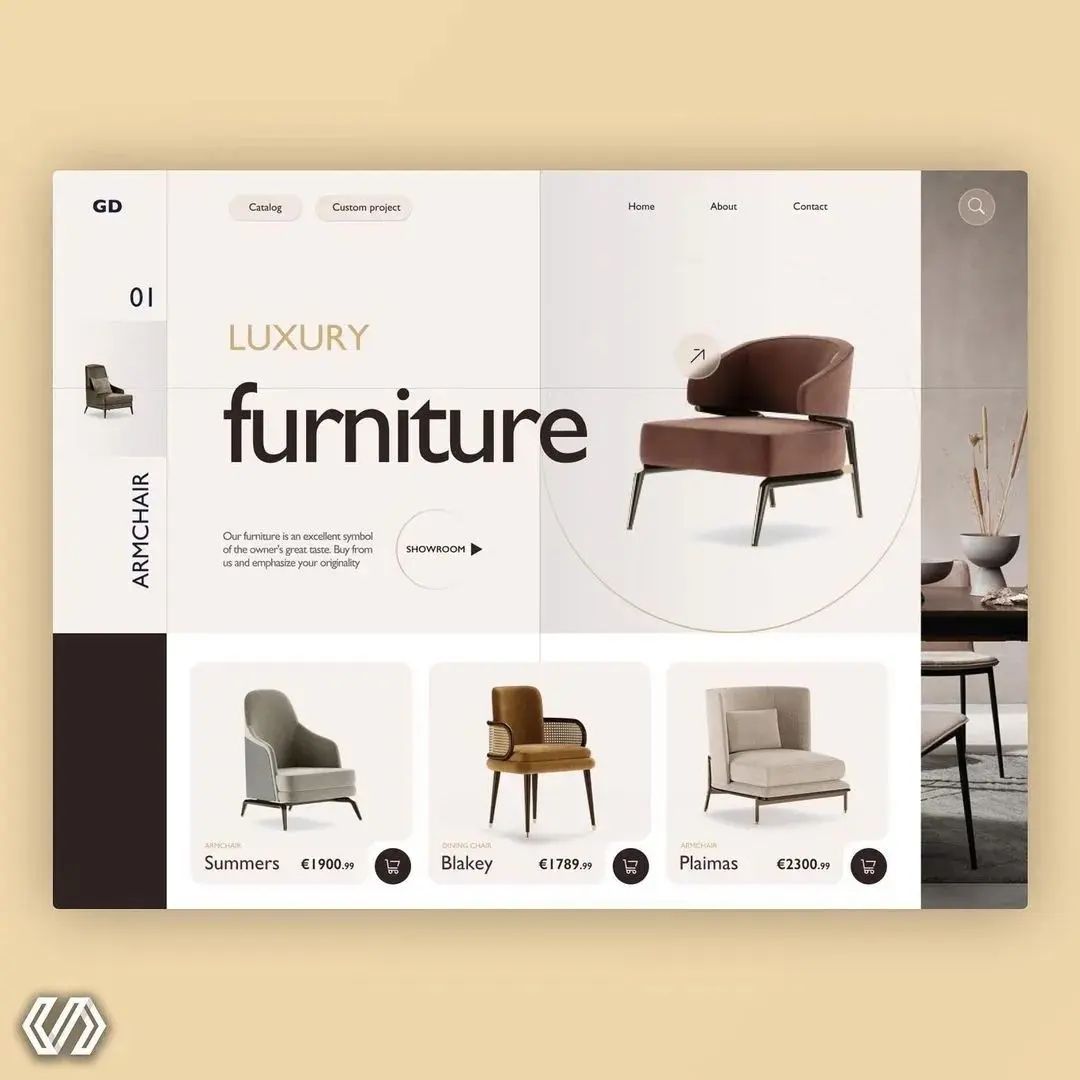 GD
Catalog
Custom project
Home
About
Contact
01
ARMCHAIR
LUXURY
furniture
Our furniture is an excellent symbol
of the owner's great taste. Buy from
us and emphasize your originality
SHOWROOM
ARMCHAIR
Summers €1900.99
DINING CHAIR
Blakey €1789.99
ARMCHAIR
Plaimas €2300.99